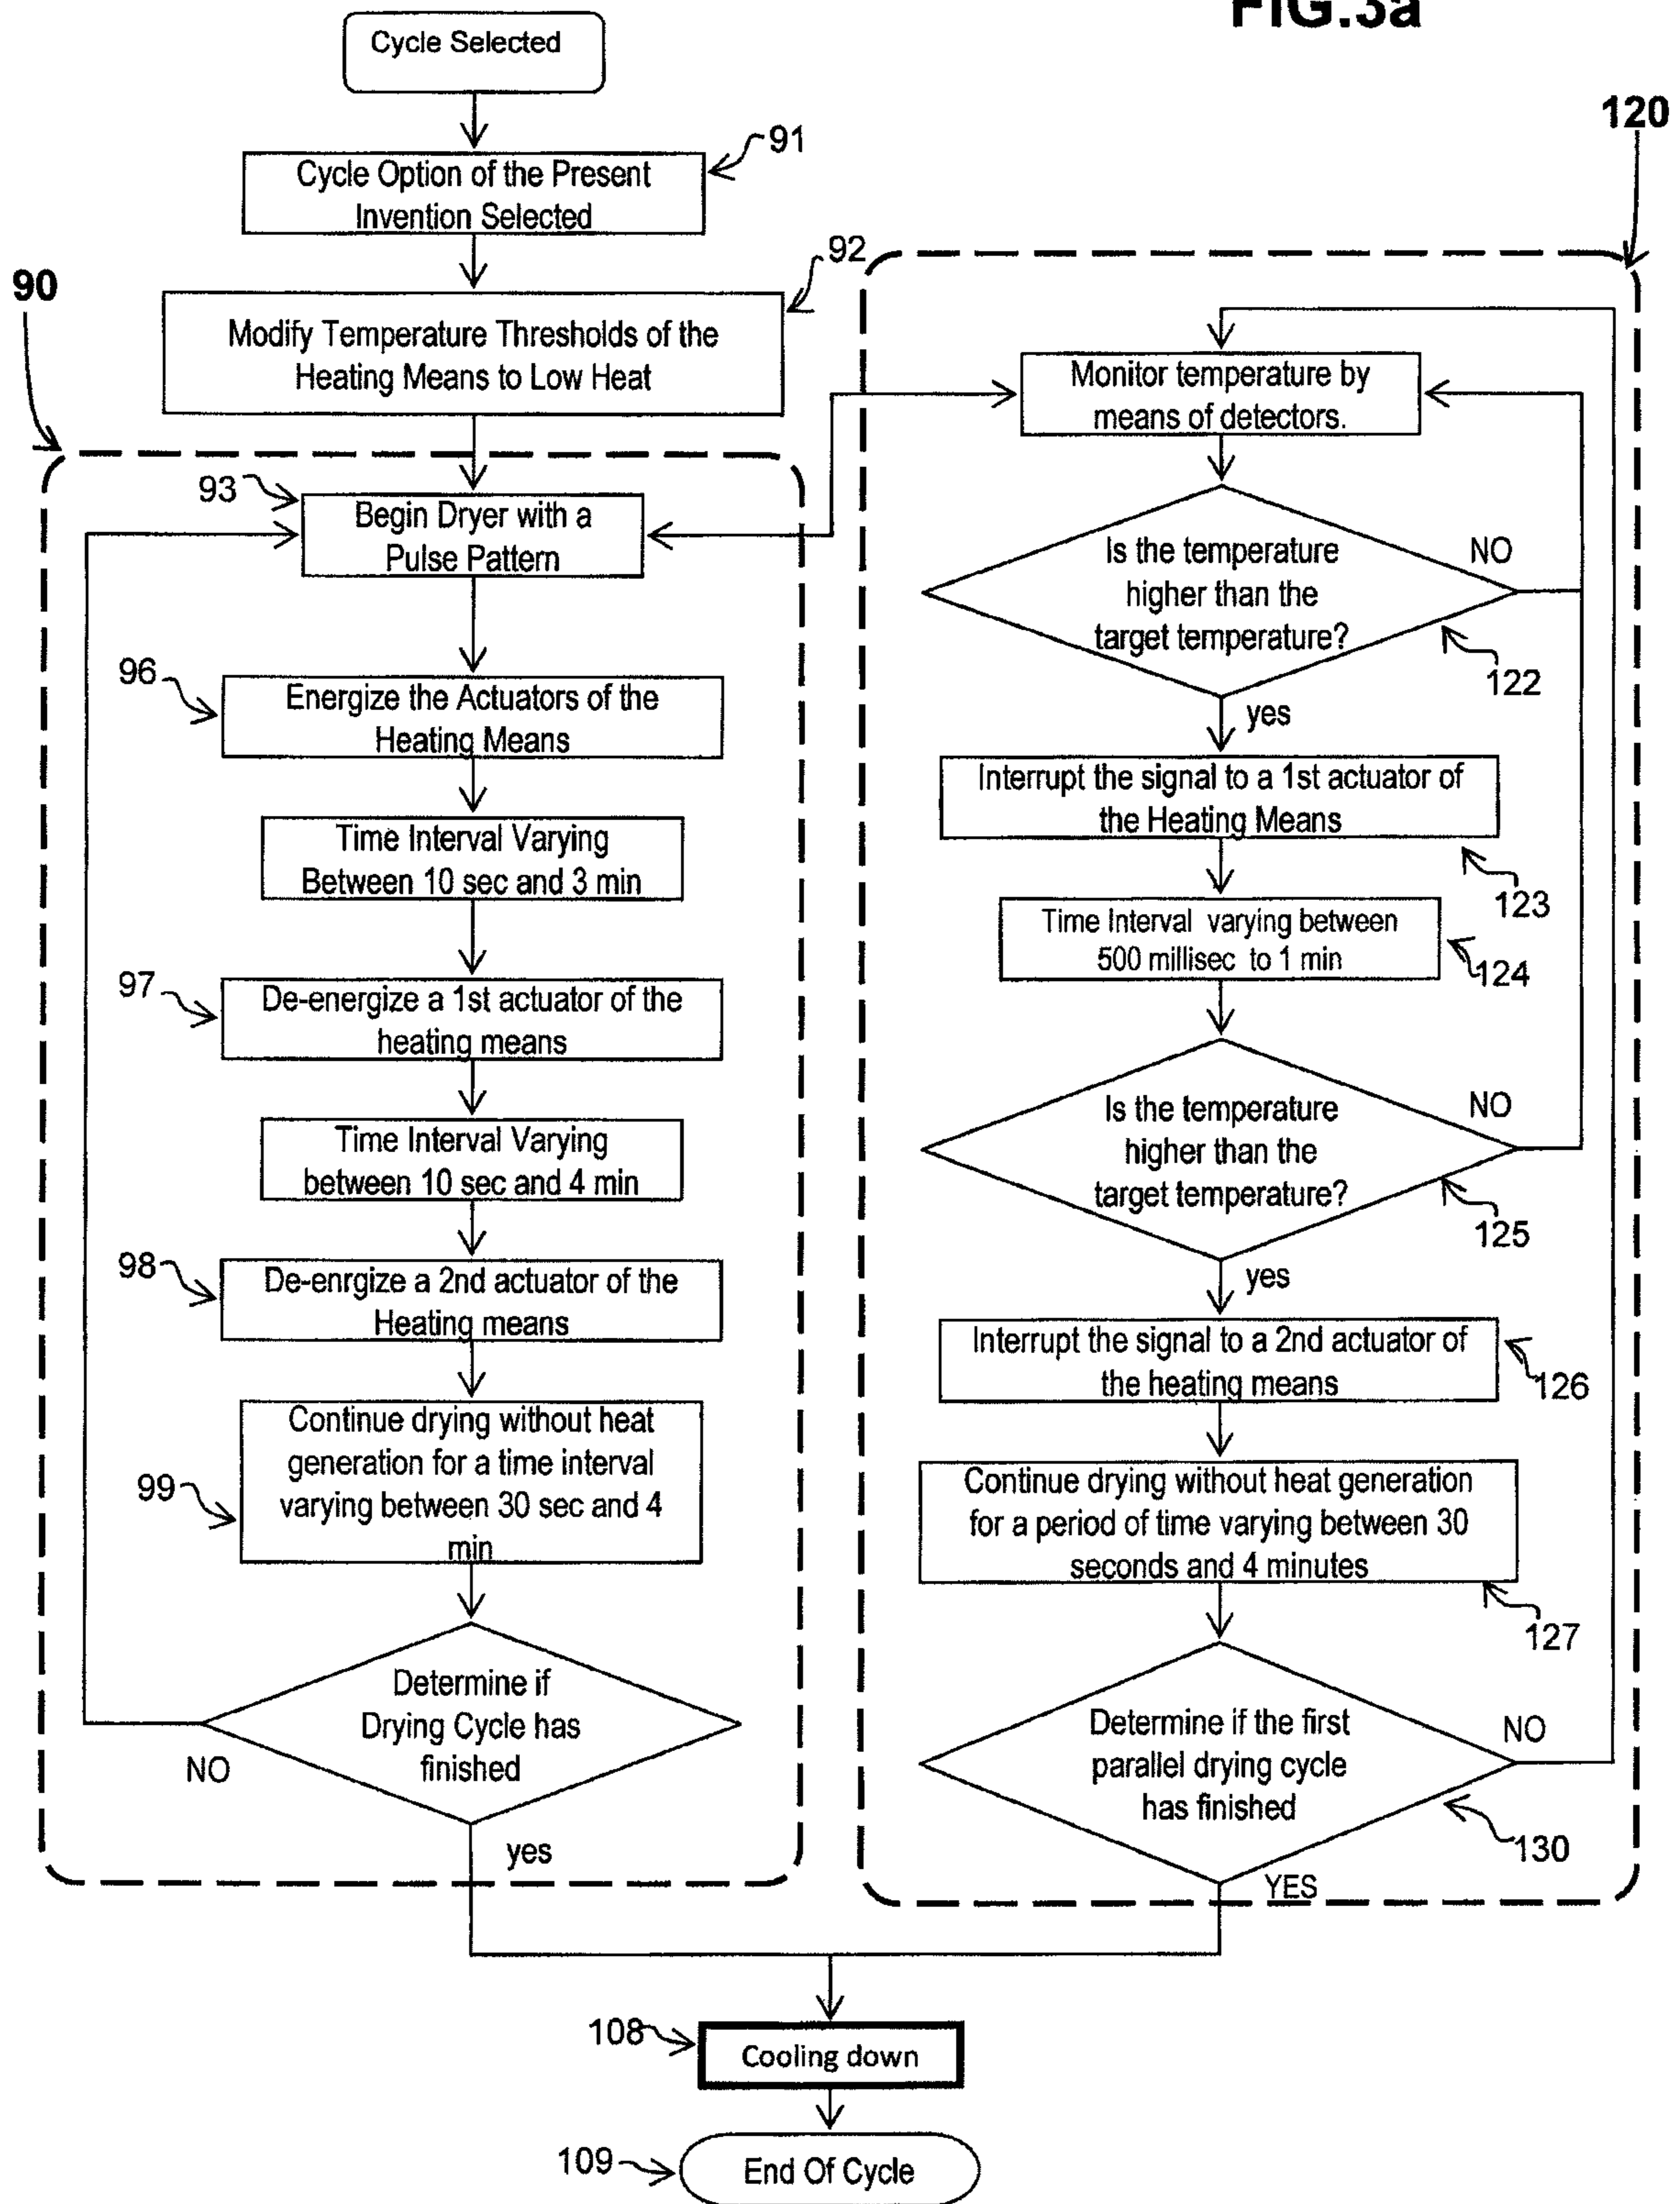 FIG.3a
Cycle Selected
91
Cycle Option of the Present
Invention Selected
92
Modify Temperature Thresholds of the
Heating Means to Low Heat
90
93
Begin Dryer with a
Pulse Pattern
96
Energize the Actuators of the
Heating Means
Time Interval Varying
Between 10 sec and 3 min
97
De-energize a 1st actuator of the
heating means
Time Interval Varying
between 10 sec and 4 min
98
De-enrgize a 2nd actuator of the
Heating means
99
Continue drying without heat
generation for a time interval
varying between 30 sec and 4
min
Determine if
Drying Cycle has
finished
NO
yes
120
Monitor temperature by
means of detectors.
Is the temperature
higher than the
target temperature?
NO
122
yes
Interrupt the signal to a 1st actuator of
the Heating Means
123
Time Interval varying between
500 millisec to 1 min
124
Is the temperature
higher than the
target temperature?
NO
125
yes
Interrupt the signal to a 2nd actuator of
the heating means
126
Continue drying without heat generation
for a period of time varying between 30
seconds and 4 minutes
127
Determine if the first
parallel drying cycle
has finished
NO
130
YES
108
Cooling down
109
End Of Cycle